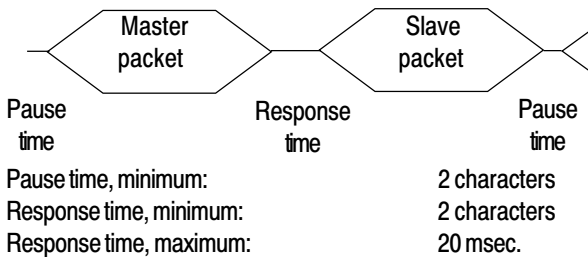 Master packet
Slave packet
Pause time
Response time
Pause time
Pause time, minimum: 2 characters
Response time, minimum: 2 characters
Response time, maximum: 20 msec.